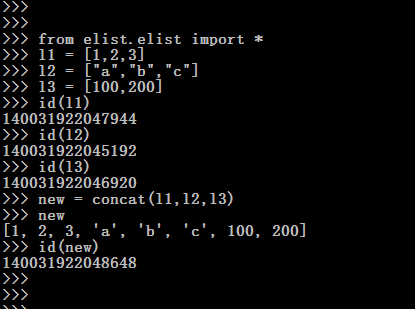 >>>
>>>
>>> from elist.elist import *
>>> l1 = [1,2,3]
>>> l2 = ["a","b","c"]
>>> l3 = [100,200]
>>> id(l1)
140031922047944
>>> id(l2)
140031922045192
>>> id(l3)
140031922046920
>>> new = concat(l1,l2,l3)
>>> new
[1, 2, 3, 'a', 'b', 'c', 100, 200]
>>> id(new)
140031922048648
>>>
>>>
>>>